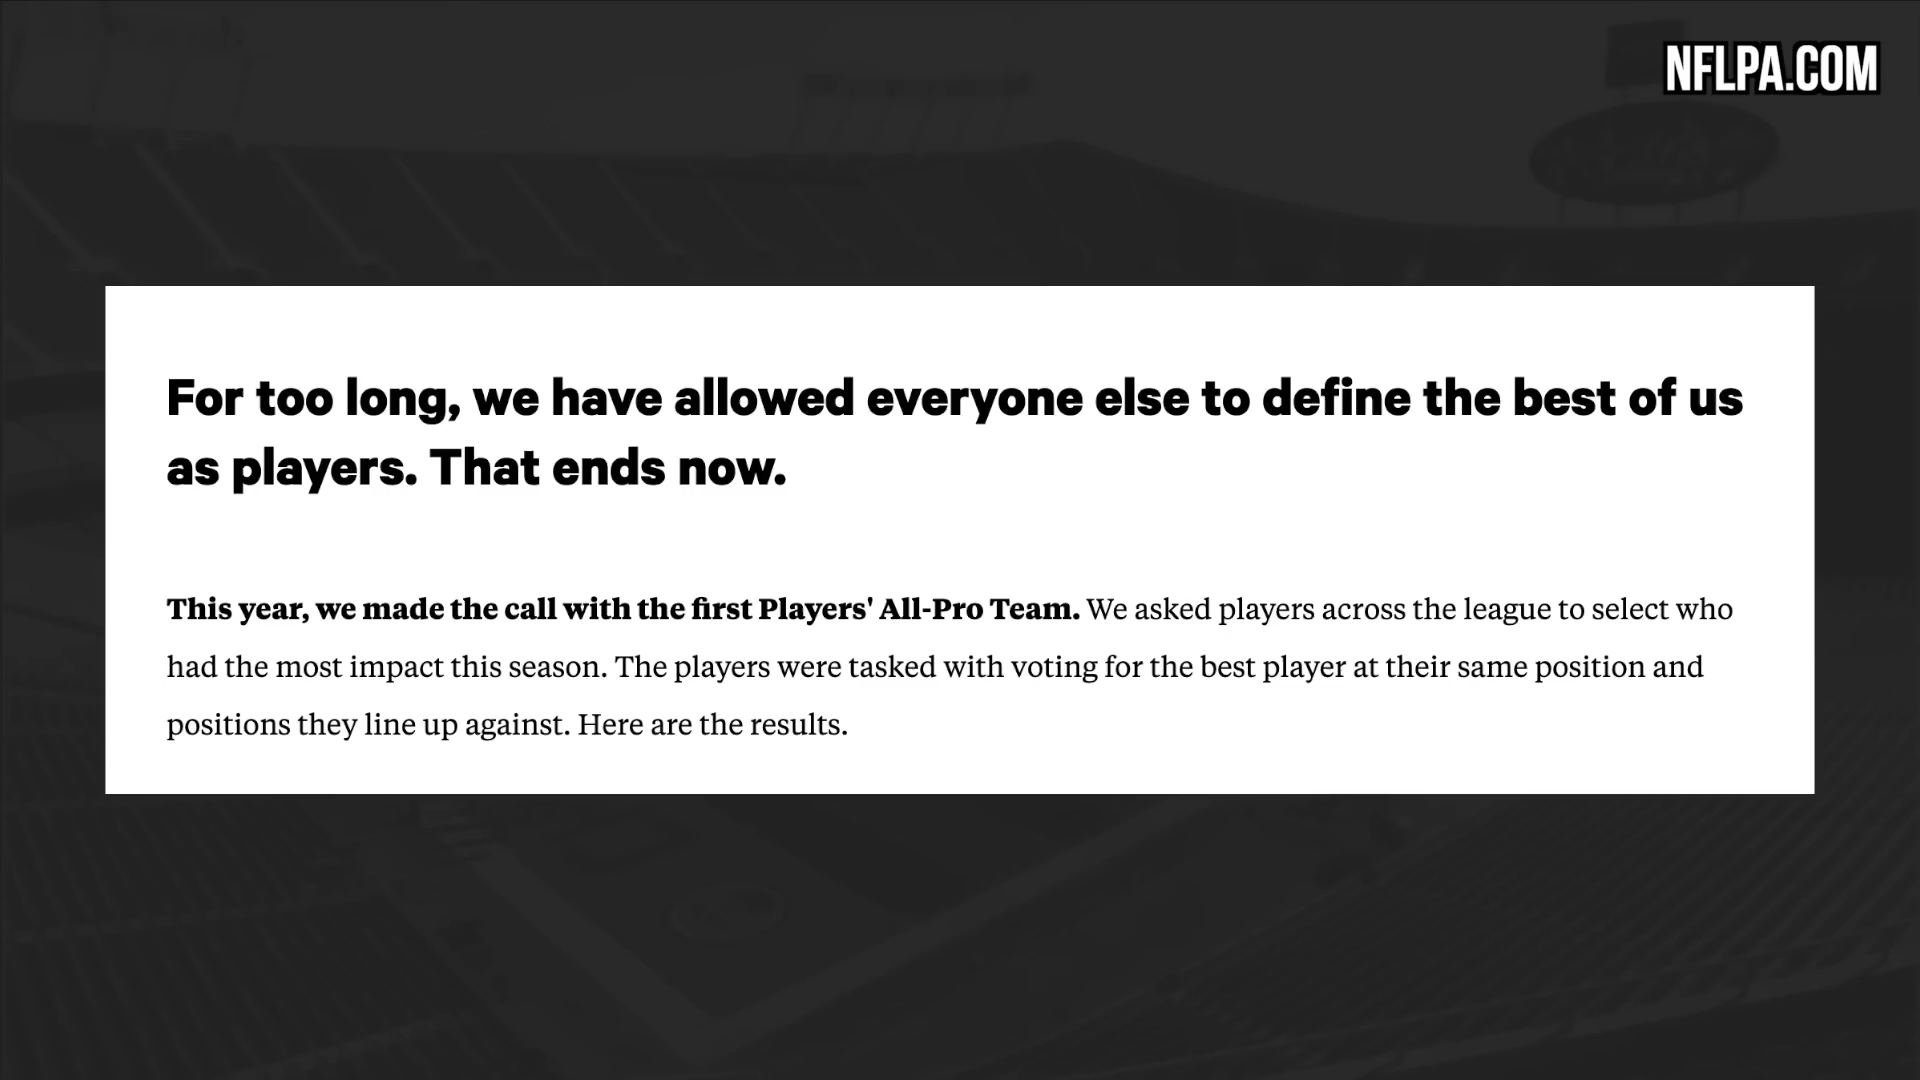 NFLPA.COM
For too long, we have allowed everyone else to define the best of us
as players. That ends now.
This year, we made the call with the first Players' All-Pro Team. We asked players across the league to select who
had the most impact this season. The players were tasked with voting for the best player at their same position and
positions they line up against. Here are the results.